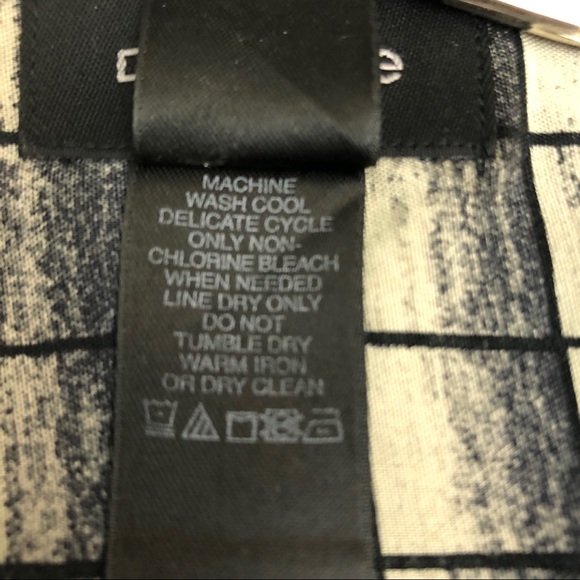 MACHINE
WASH COOL
DELICATE CYCLE
ONLY NON-
CHLORINE BLEACH
WHEN NEEDED
LINE DRY ONLY
DO NOT
TUMBLE DRY
WARM IRON
OR DRY CLEAN